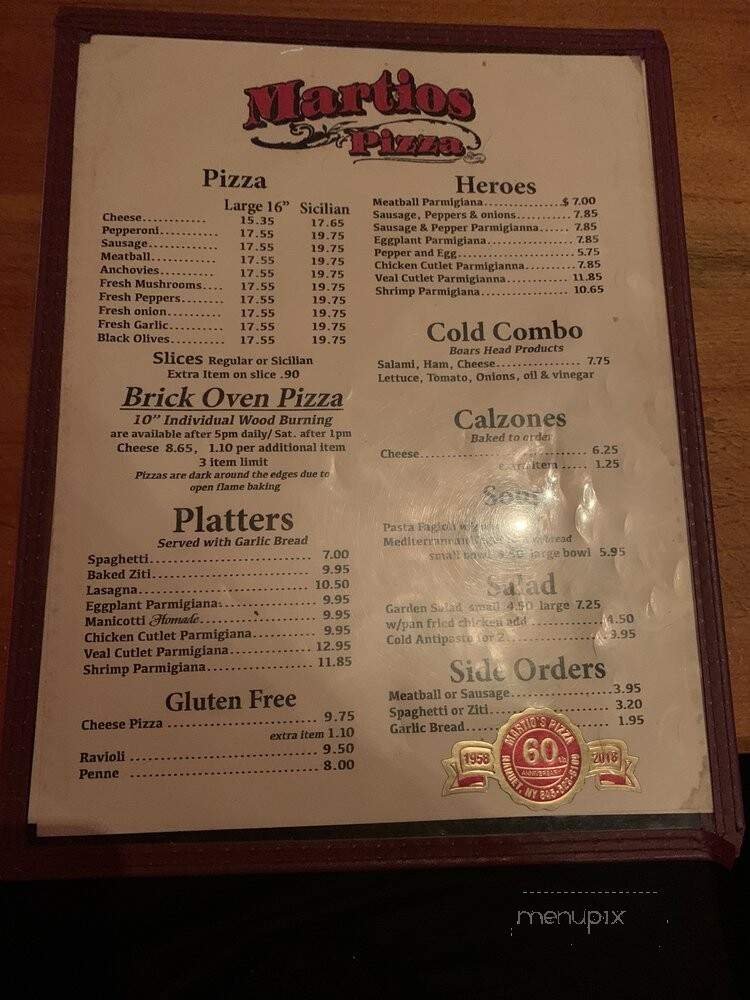 Martios
Pizza
Pizza
Large 16" Sicilian
Cheese............ 15.35 17.65
Pepperoni......... 17.55 19.75
Sausage........... 17.55 19.75
Meatball.......... 17.55 19.75
Anchovies......... 17.55 19.75
Fresh Mushrooms.... 17.55 19.75
Fresh Peppers...... 17.55 19.75
Fresh onion........ 17.55 19.75
Fresh Garlic....... 17.55 19.75
Black Olives....... 17.55 19.75
Slices Regular or Sicilian
Extra Item on slice .90
Brick Oven Pizza
10" Individual Wood Burning
are available after 5pm daily/ Sat. after 1pm
Cheese 8.65, 1.10 per additional item
3 item limit
Pizzas are dark around the edges due to
open flame baking
Platters
Served with Garlic Bread
Spaghetti.......................... 7.00
Baked Ziti......................... 9.95
Lasagna............................ 10.50
Eggplant Parmigiana................ 9.95
Manicotti Homade................... 9.95
Chicken Cutlet Parmigiana.......... 9.95
Veal Cutlet Parmigiana............. 12.95
Shrimp Parmigiana.................. 11.85
Gluten Free
Cheese Pizza ...................... 9.75
extra item 1.10
Ravioli ........................... 9.50
Penne ............................. 8.00
Heroes
Meatball Parmigiana................$ 7.00
Sausage, Peppers & onions........... 7.85
Sausage & Pepper Parmigianna.... 7.85
Eggplant Parmigiana................ 7.85
Pepper and Egg..................... 5.75
Chicken Cutlet Parmigianna......... 7.85
Veal Cutlet Parmigiana............. 11.85
Shrimp Parmigiana.................. 10.65
Cold Combo
Boars Head Products
Salami, Ham, Cheese................ 7.75
Lettuce, Tomato, Onions, oil & vinegar
Calzones
Baked to order
Cheese............................. 6.25
extra item ..... 1.25
Soup
Pasta Fagioli
Mediterranean bread
small bowl 4.50 large bowl 5.95
Salad
Garden Salad small 4.50 large 7.25
w/pan fried chicken add ........... 4.50
Cold Antipasto for 2............... 9.95
Side Orders
Meatball or Sausage................3.95
Spaghetti or Ziti.................. 3.20
Garlic Bread....................... 1.95
MARTIO'S PIZZA
1958 60th 2018
ANNIVERSARY
NANUET, NY
menupix